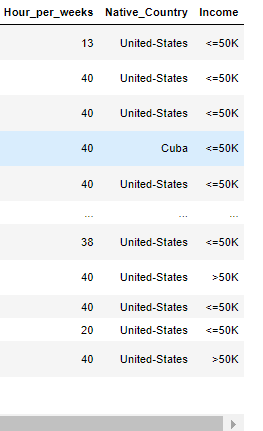 Hour_per_weeks Native_Country Income
13 United-States <=50K
40 United-States <=50K
40 United-States <=50K
40 Cuba <=50K
40 United-States <=50K
... ... ...
38 United-States <=50K
40 United-States >50K
40 United-States <=50K
20 United-States <=50K
40 United-States >50K